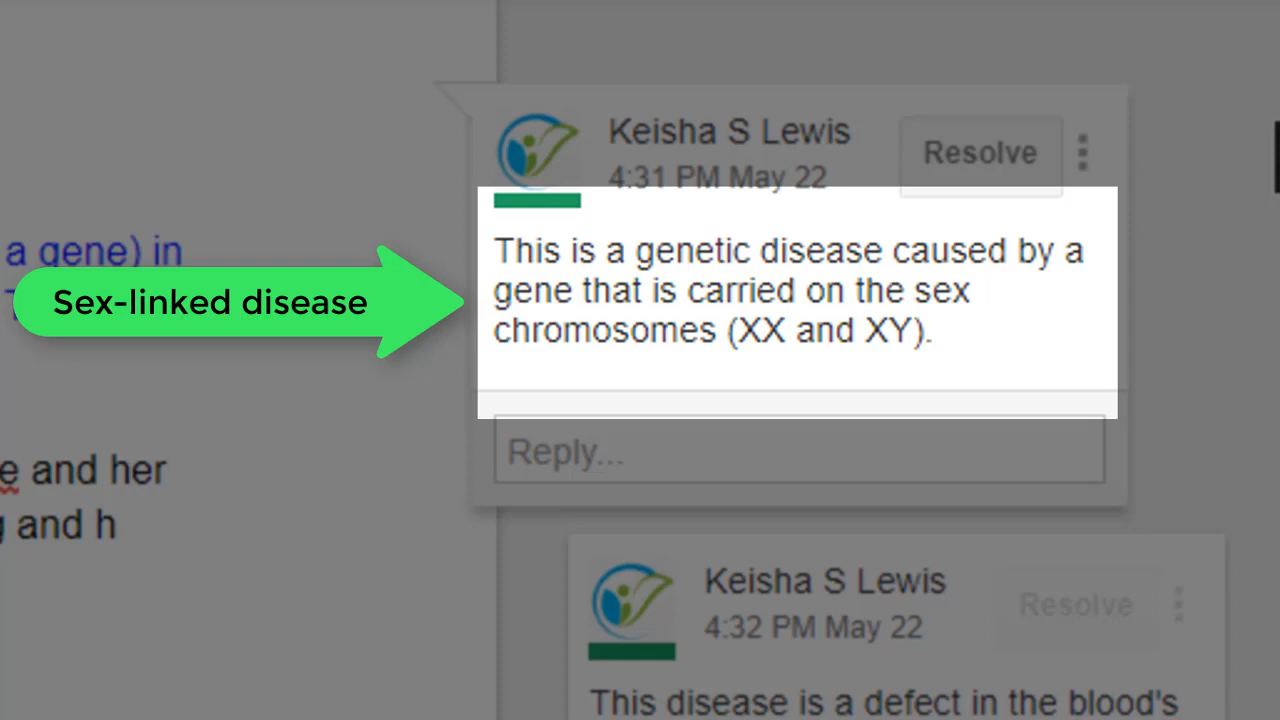 Keisha S Lewis
4:31 PM May 22
Resolve
a gene) in
Sex-linked disease
This is a genetic disease caused by a
gene that is carried on the sex
chromosomes (XX and XY).
Reply...
e and her
and h
Keisha S Lewis
4:32 PM May 22
Resolve
This disease is a defect in the blood's